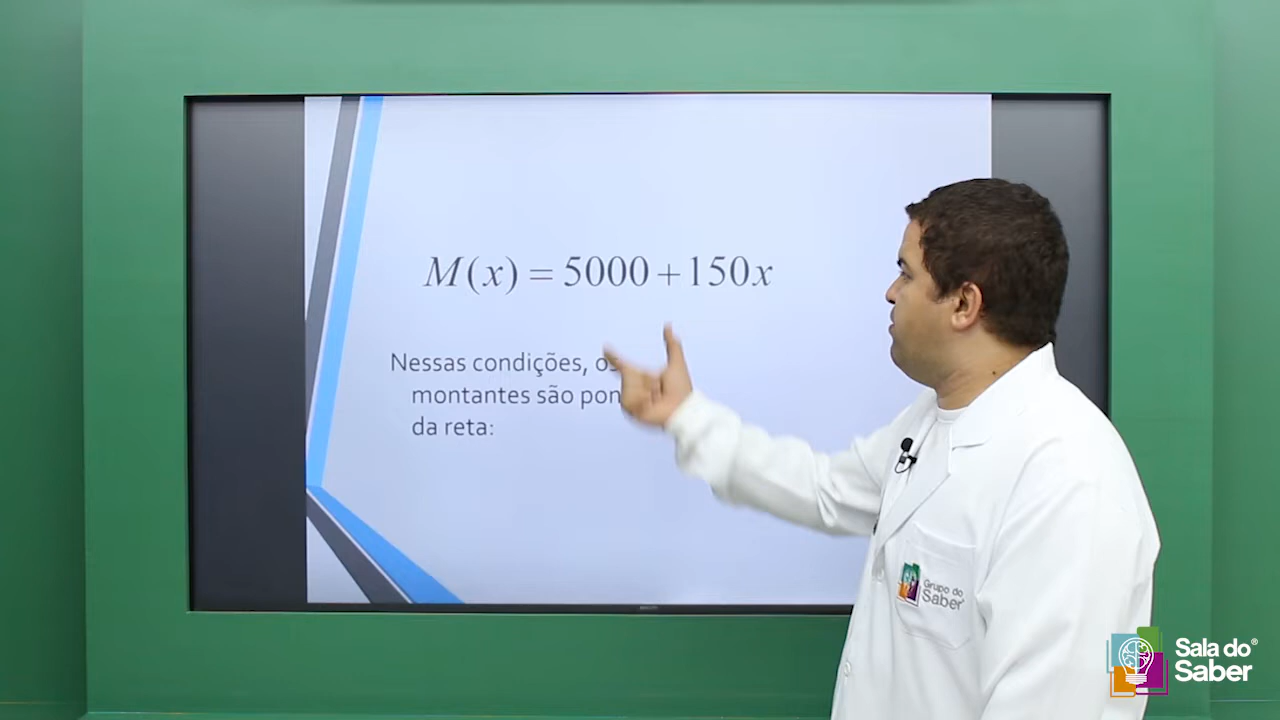 M(x) = 5000 + 150x
Nessas condições, os
montantes são pon
da reta:
Grupo do
Saber
Sala do®
Saber